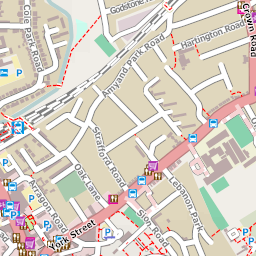 Cole Park Road
Godstone R
Amyand Park Road
Hartington Road
Crown Road
Strafford Road
Oak Lane
Arragon Road
York Street
Lebanon Park
Road